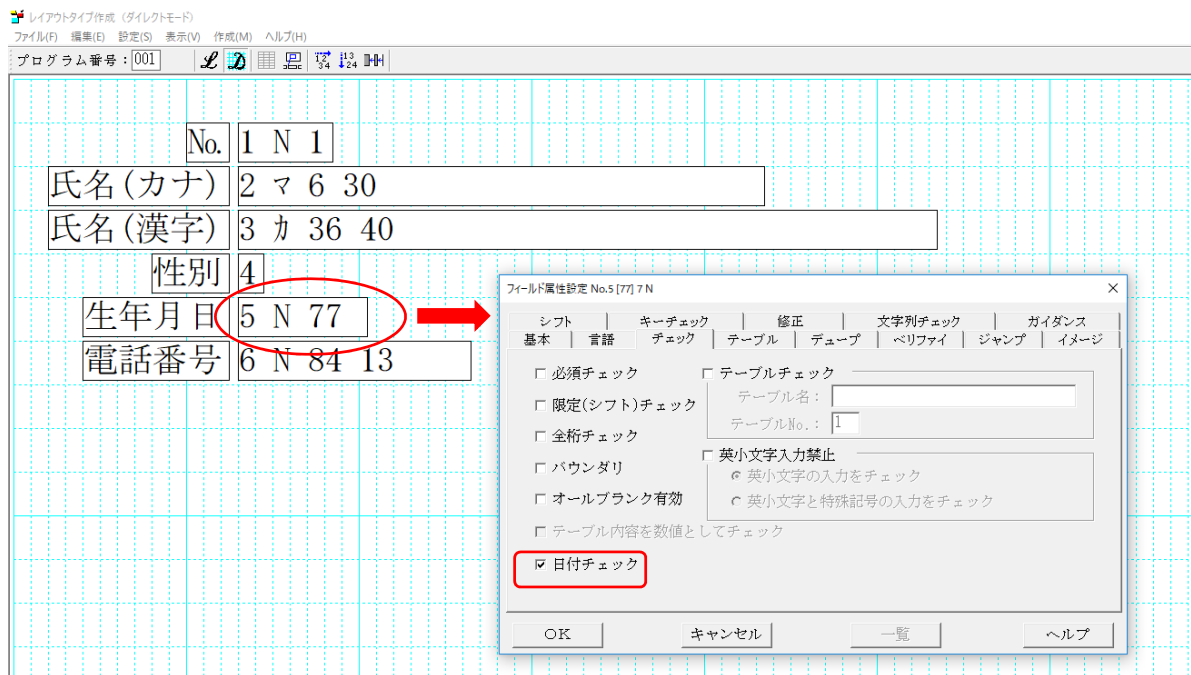 レイアウトタイプ作成（ダイレクトモード）
ファイル(F) 編集(E) 設定(S) 表示(V) 作成(M) ヘルプ(H)
プログラム番号：001
No. 1 N 1
氏名(カナ) 2 マ 6 30
氏名(漢字) 3 カ 36 40
性別 4
生年月日 5 N 77
電話番号 6 N 84 13
フィールド属性設定 No.5 [77] 7 N
シフト キーチェック 修正 文字列チェック ガイダンス
基本 言語 チェック テーブル デュープ ベリファイ ジャンプ イメージ
必須チェック
限定(シフト)チェック
全桁チェック
バウンダリ
オールブランク有効
テーブル内容を数値としてチェック
日付チェック
テーブルチェック
テーブル名：
テーブルNo.：1
英小文字入力禁止
英小文字の入力をチェック
英小文字と特殊記号の入力をチェック
OK キャンセル 一覧 ヘルプ